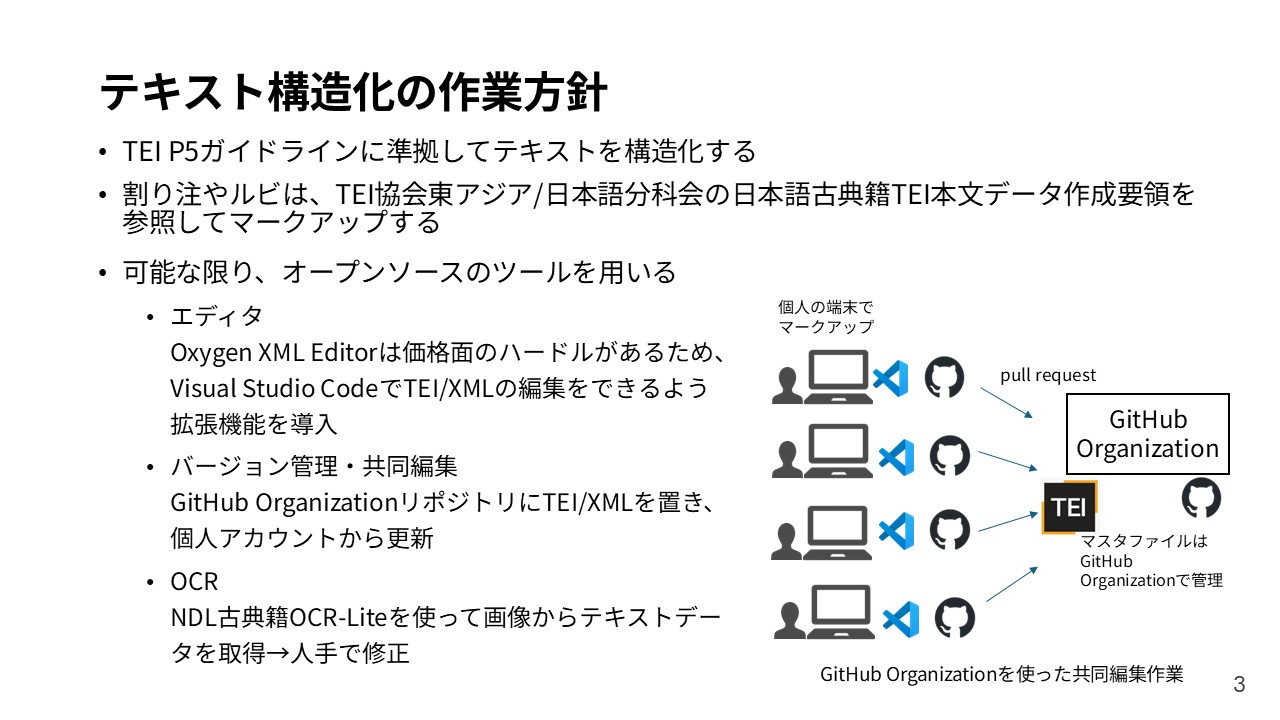 テキスト構造化の作業方針
• TEI P5ガイドラインに準拠してテキストを構造化する
• 割り注やルビは、TEI協会東アジア/日本語分科会の日本語古典籍TEI本文データ作成要領を
参照してマークアップする
• 可能な限り、オープンソースのツールを用いる
• エディタ
Oxygen XML Editorは価格面のハードルがあるため、
Visual Studio CodeでTEI/XMLの編集をできるよう
拡張機能を導入
• バージョン管理・共同編集
GitHub OrganizationリポジトリにTEI/XMLを置き、
個人アカウントから更新
• OCR
NDL古典籍OCR-Liteを使って画像からテキストデー
タを取得→人手で修正
個人の端末で
マークアップ
pull request
GitHub
Organization
TEI
マスタファイルは
GitHub
Organizationで管理
GitHub Organizationを使った共同編集作業
3